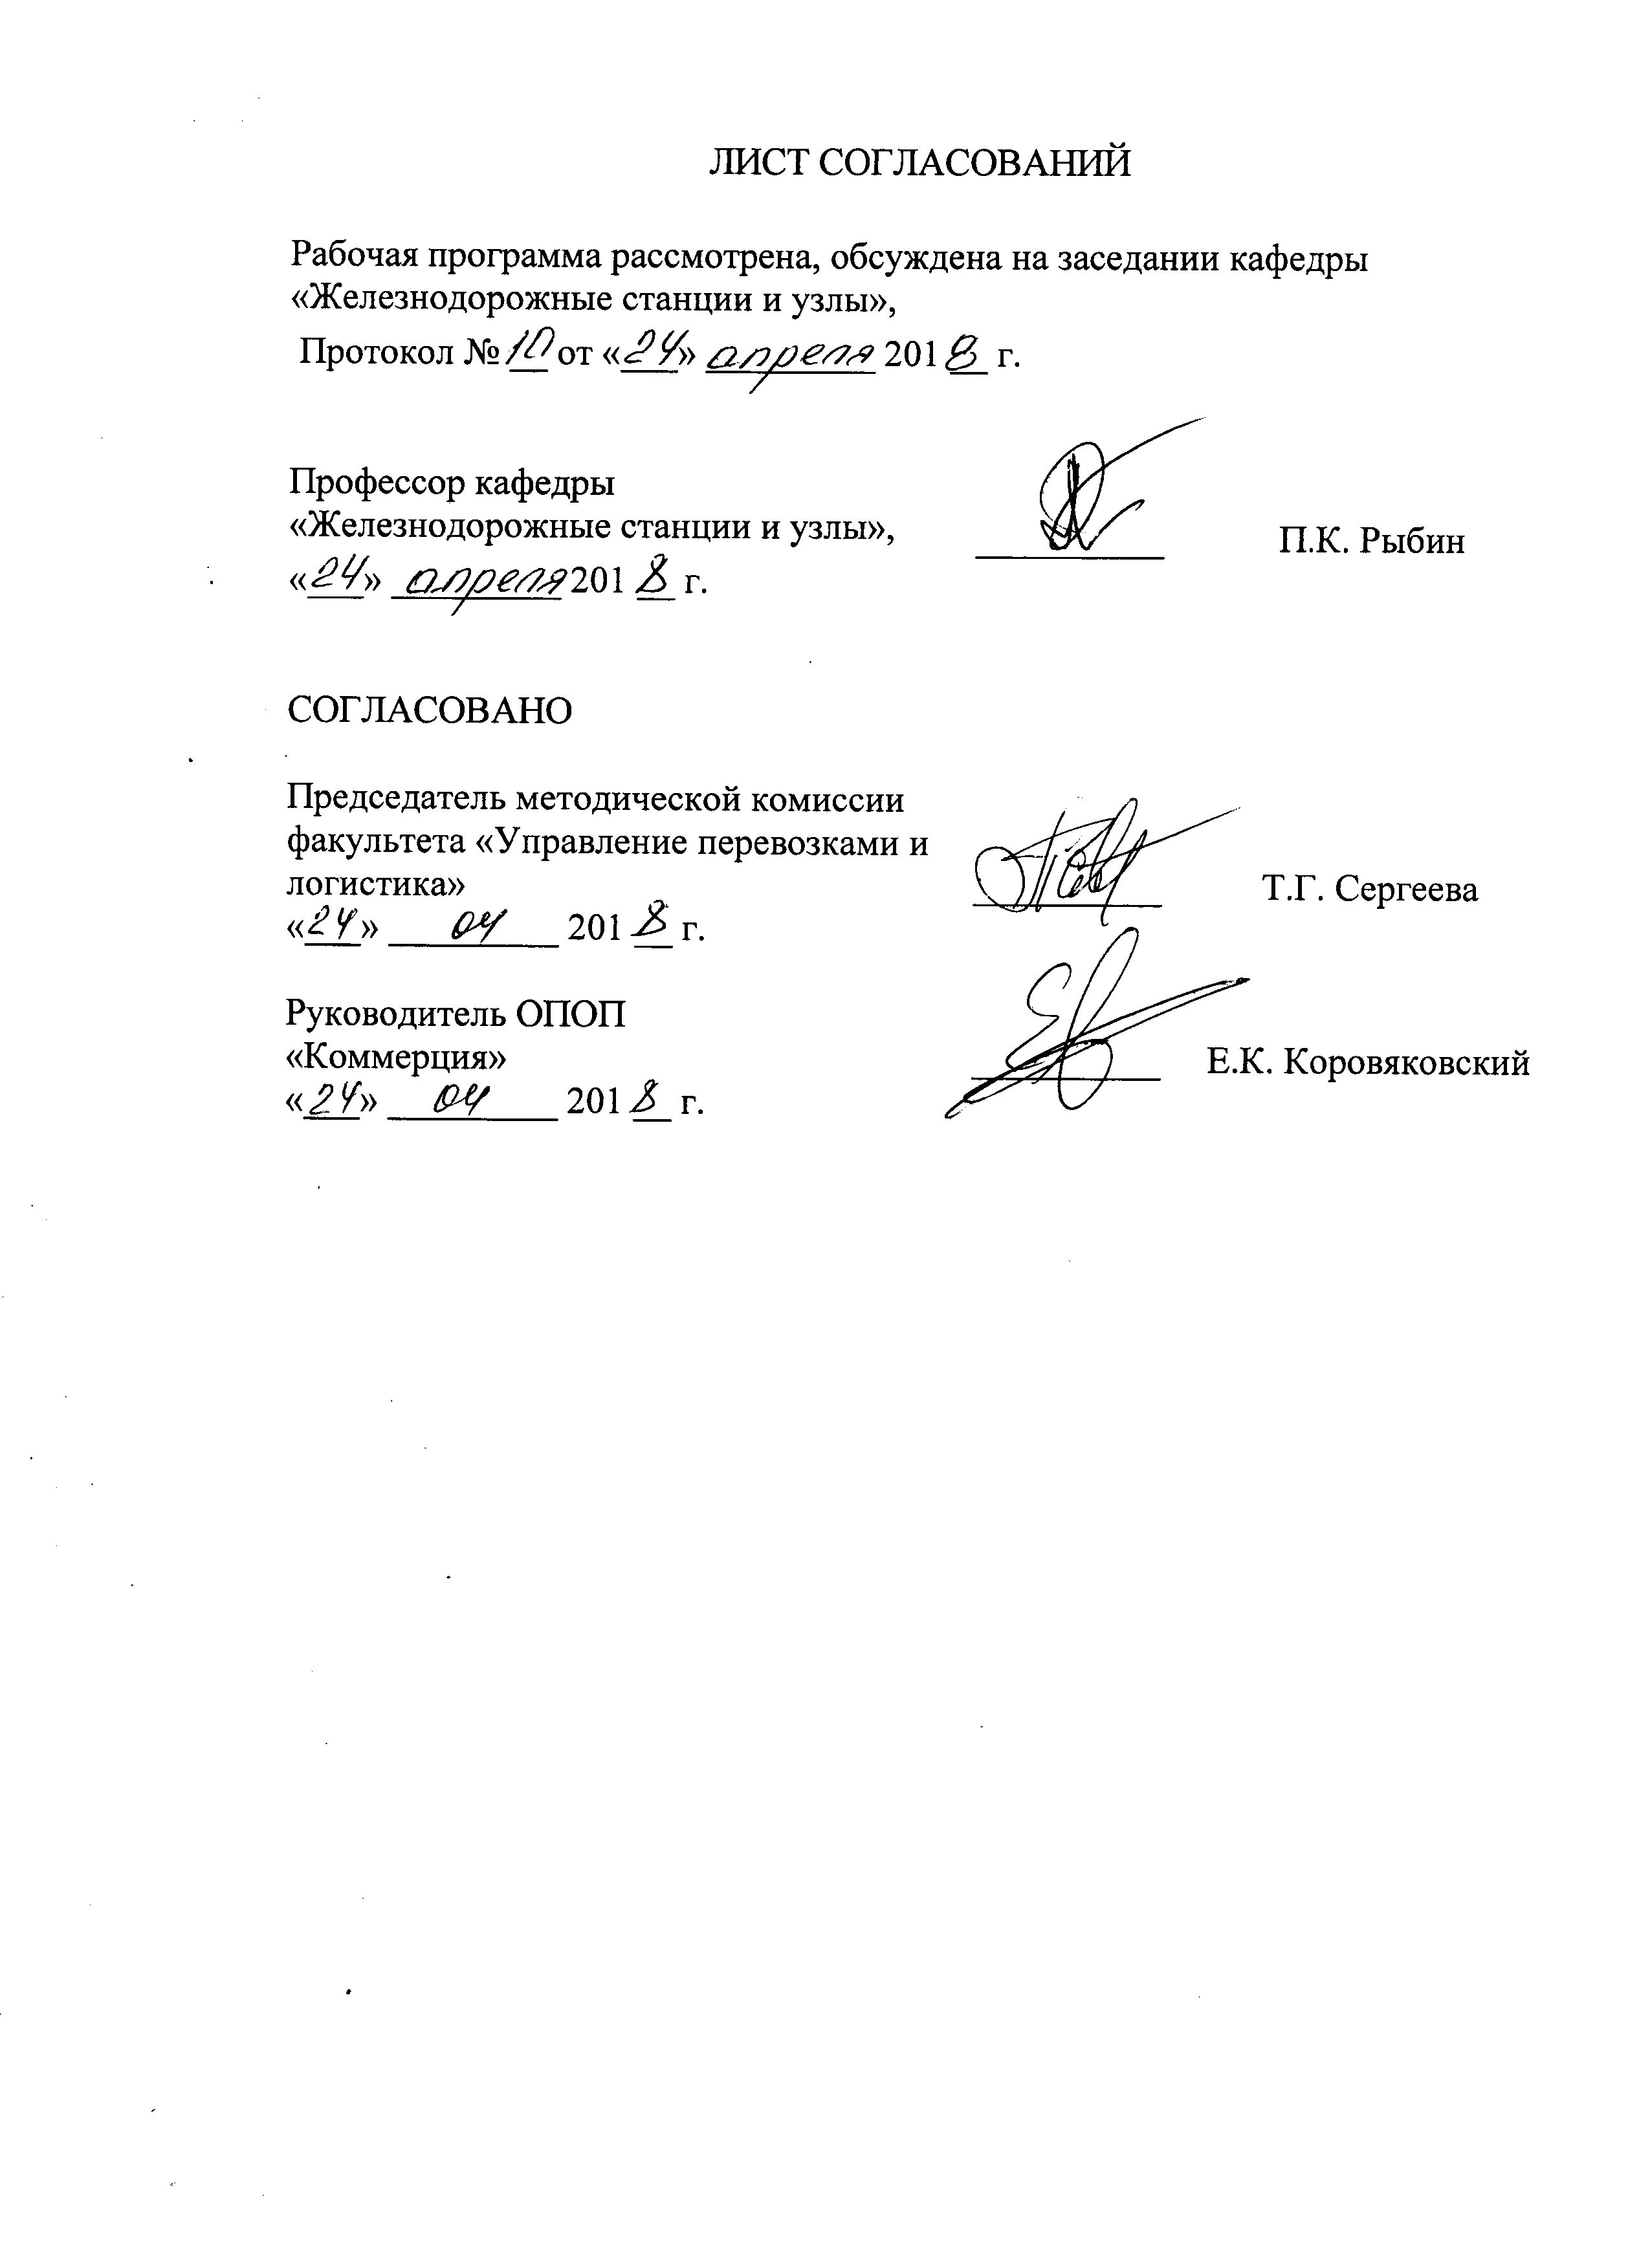 ЛИСТ СОГЛАСОВАНИЙ
Рабочая программа рассмотрена, обсуждена на заседании кафедры
«Железнодорожные станции и узлы»,
Протокол № 10 от «24» апреля 2018 г.
Профессор кафедры
«Железнодорожные станции и узлы»,
П.К. Рыбин
«24» апреля 2018 г.
СОГЛАСОВАНО
Председатель методической комиссии
факультета «Управление перевозками и
логистика»
Т.Г. Сергеева
«24» 04 2018 г.
Руководитель ОПОП
«Коммерция»
Е.К. Коровяковский
«24» 04 2018 г.